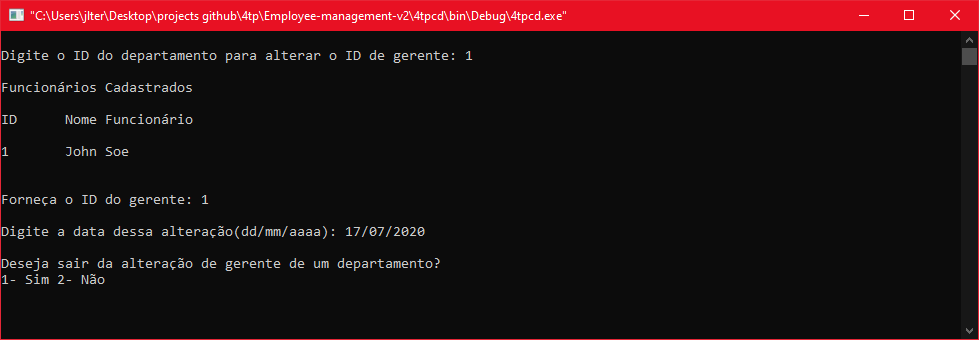 "C:\Users\jlter\Desktop\projects github\4tp\Employee-management-v2\4tpcd\bin\Debug\4tpcd.exe"
Digite o ID do departamento para alterar o ID de gerente: 1
Funcionários Cadastrados
ID Nome Funcionário
1 John Soe
Forneça o ID do gerente: 1
Digite a data dessa alteração(dd/mm/aaaa): 17/07/2020
Deseja sair da alteração de gerente de um departamento?
1- Sim 2- Não